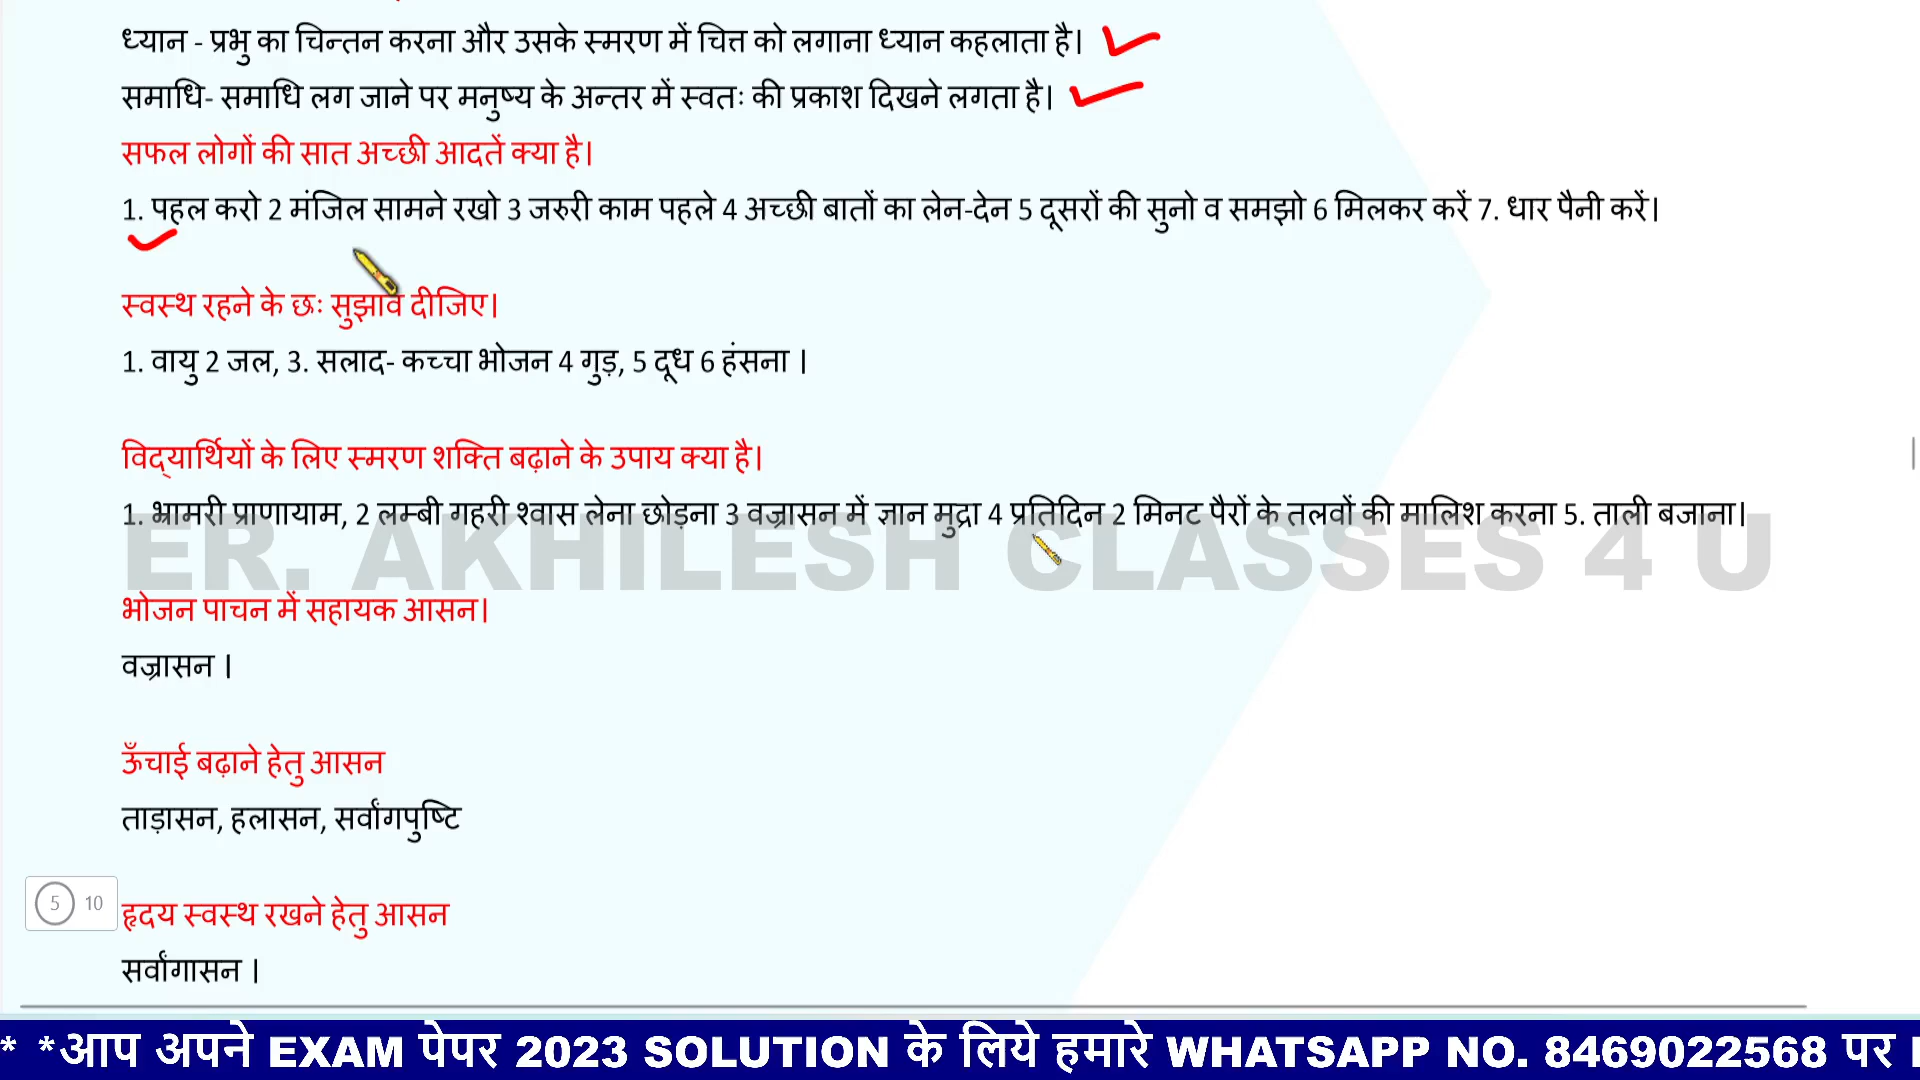 ध्यान - प्रभु का चिन्तन करना और उसके स्मरण में चित्त को लगाना ध्यान कहलाता है।
समाधि- समाधि लग जाने पर मनुष्य के अन्तर में स्वतः की प्रकाश दिखने लगता है।
सफल लोगों की सात अच्छी आदतें क्या है।
1. पहल करो 2 मंजिल सामने रखो 3 जरुरी काम पहले 4 अच्छी बातों का लेन-देन 5 दूसरों की सुनो व समझो 6 मिलकर करें 7. धार पैनी करें।
स्वस्थ रहने के छः सुझाव दीजिए।
1. वायु 2 जल, 3. सलाद- कच्चा भोजन 4 गुड़, 5 दूध 6 हंसना ।
विद्यार्थियों के लिए स्मरण शक्ति बढ़ाने के उपाय क्या है।
1. भ्रामरी प्राणायाम, 2 लम्बी गहरी श्वास लेना छोड़ना 3 वज्रासन में ज्ञान मुद्रा 4 प्रतिदिन 2 मिनट पैरों के तलवों की मालिश करना 5. ताली बजाना।
ER. AKHILESH CLASSES 4 U
भोजन पाचन में सहायक आसन।
वज्रासन ।
ऊँचाई बढ़ाने हेतु आसन
ताड़ासन, हलासन, सर्वांगपुष्टि
5 10
हृदय स्वस्थ रखने हेतु आसन
सर्वांगासन ।
* *आप अपने EXAM पेपर 2023 SOLUTION के लिये हमारे WHATSAPP NO. 8469022568 पर